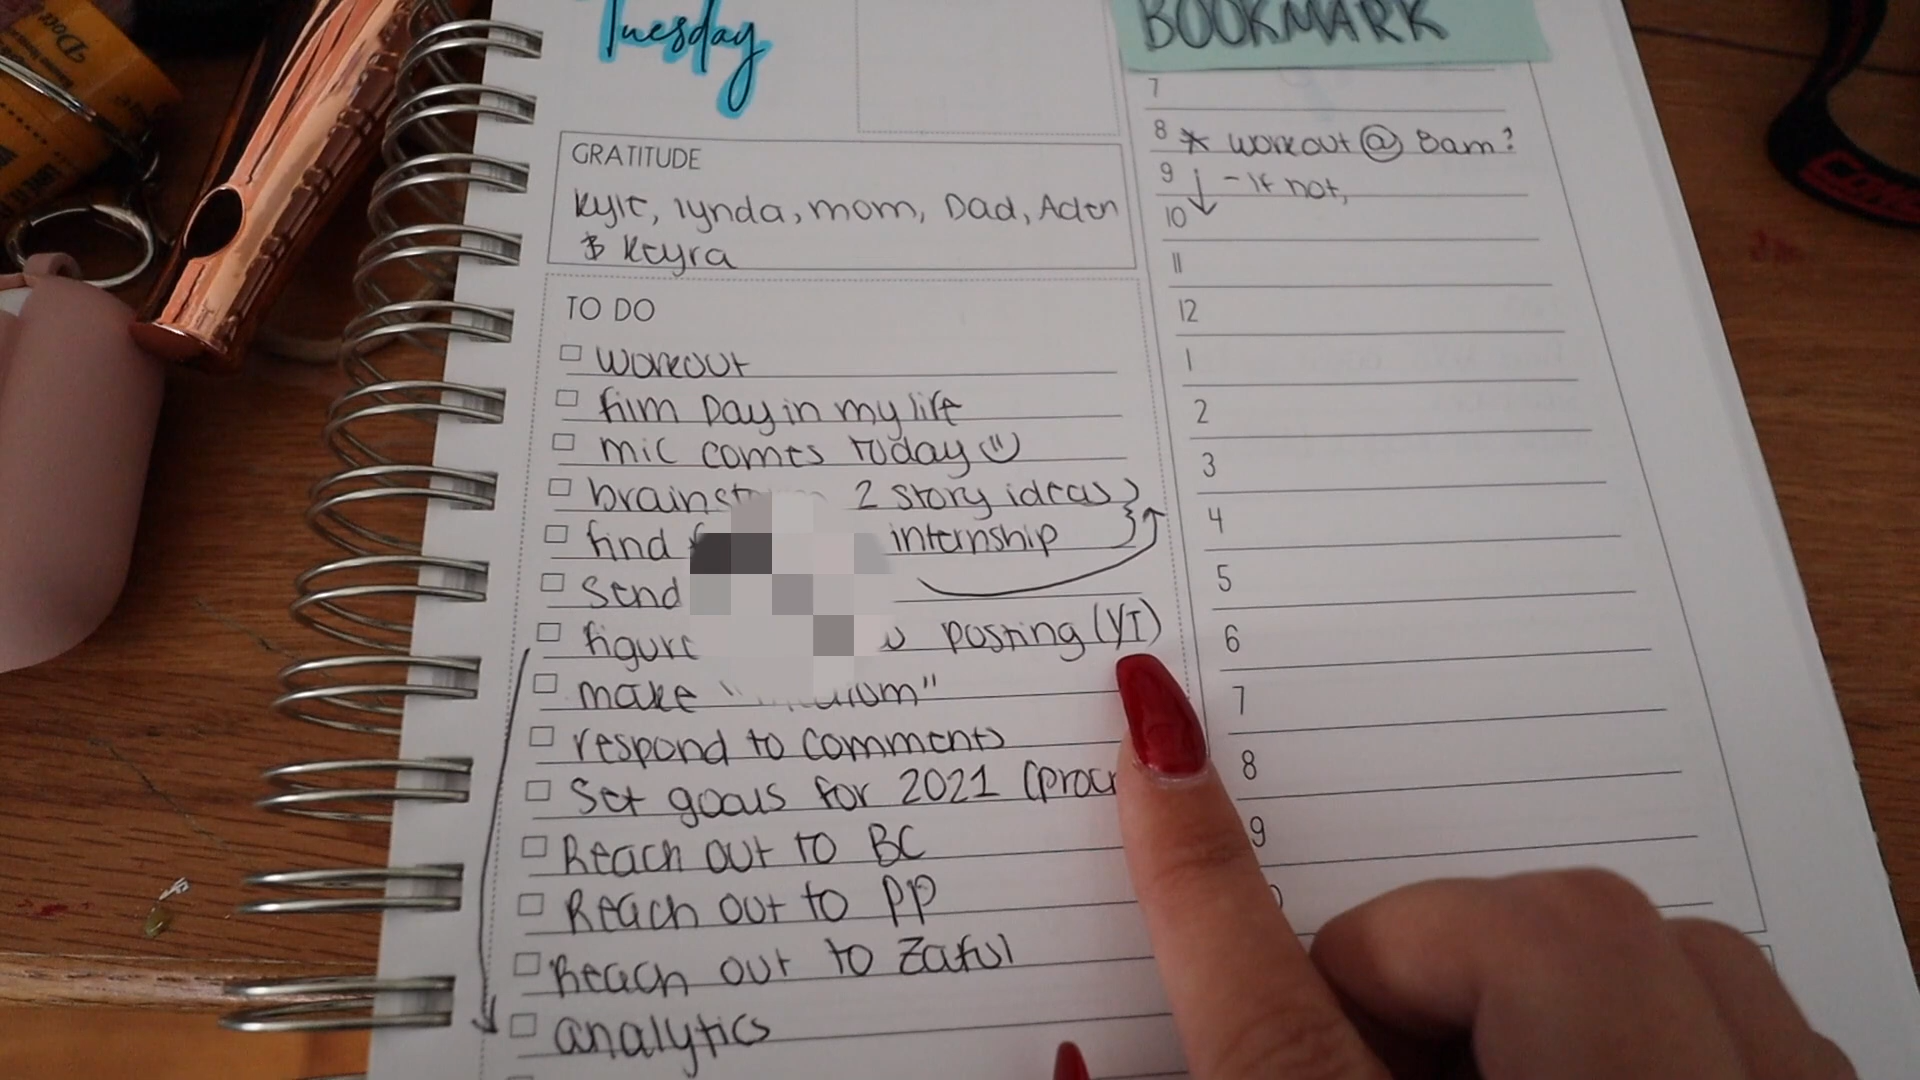 Tuesday
BOOKMARK
GRATITUDE
Kyle, lynda, mom, Dad, Aden
& Keyra
TO DO
workout
film Day in my life
mic comes today
2 story ideas
find internship
Send
figure posting (YT)
make
respond to comments
Set goals for 2021
Reach out to BC
Reach out to PP
Reach out to Zaful
analytics
7
8 * workout @ 8am?
9 - If not,
10
11
12
1
2
3
4
5
6
7
8
9